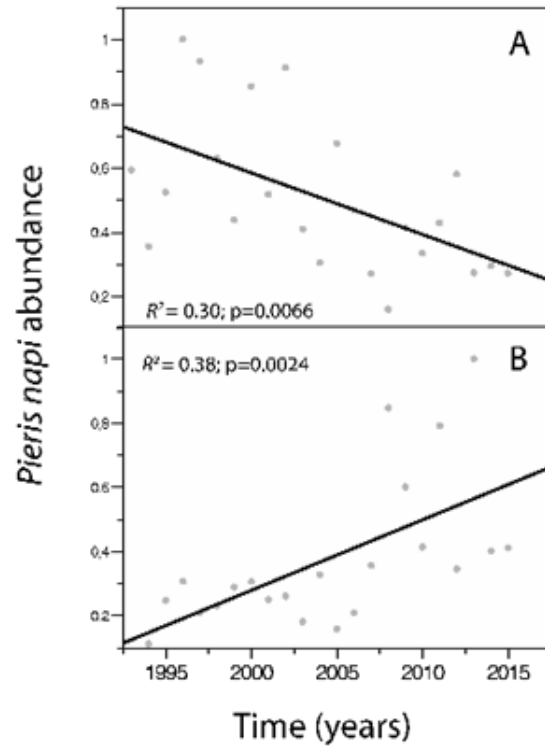 Pieris napi abundance
A
1
0.8
0.6
0.4
0.2
R² = 0.30; p=0.0066
B
R² = 0.38; p=0.0024
1
0.8
0.6
0.4
0.2
1995 2000 2005 2010 2015
Time (years)